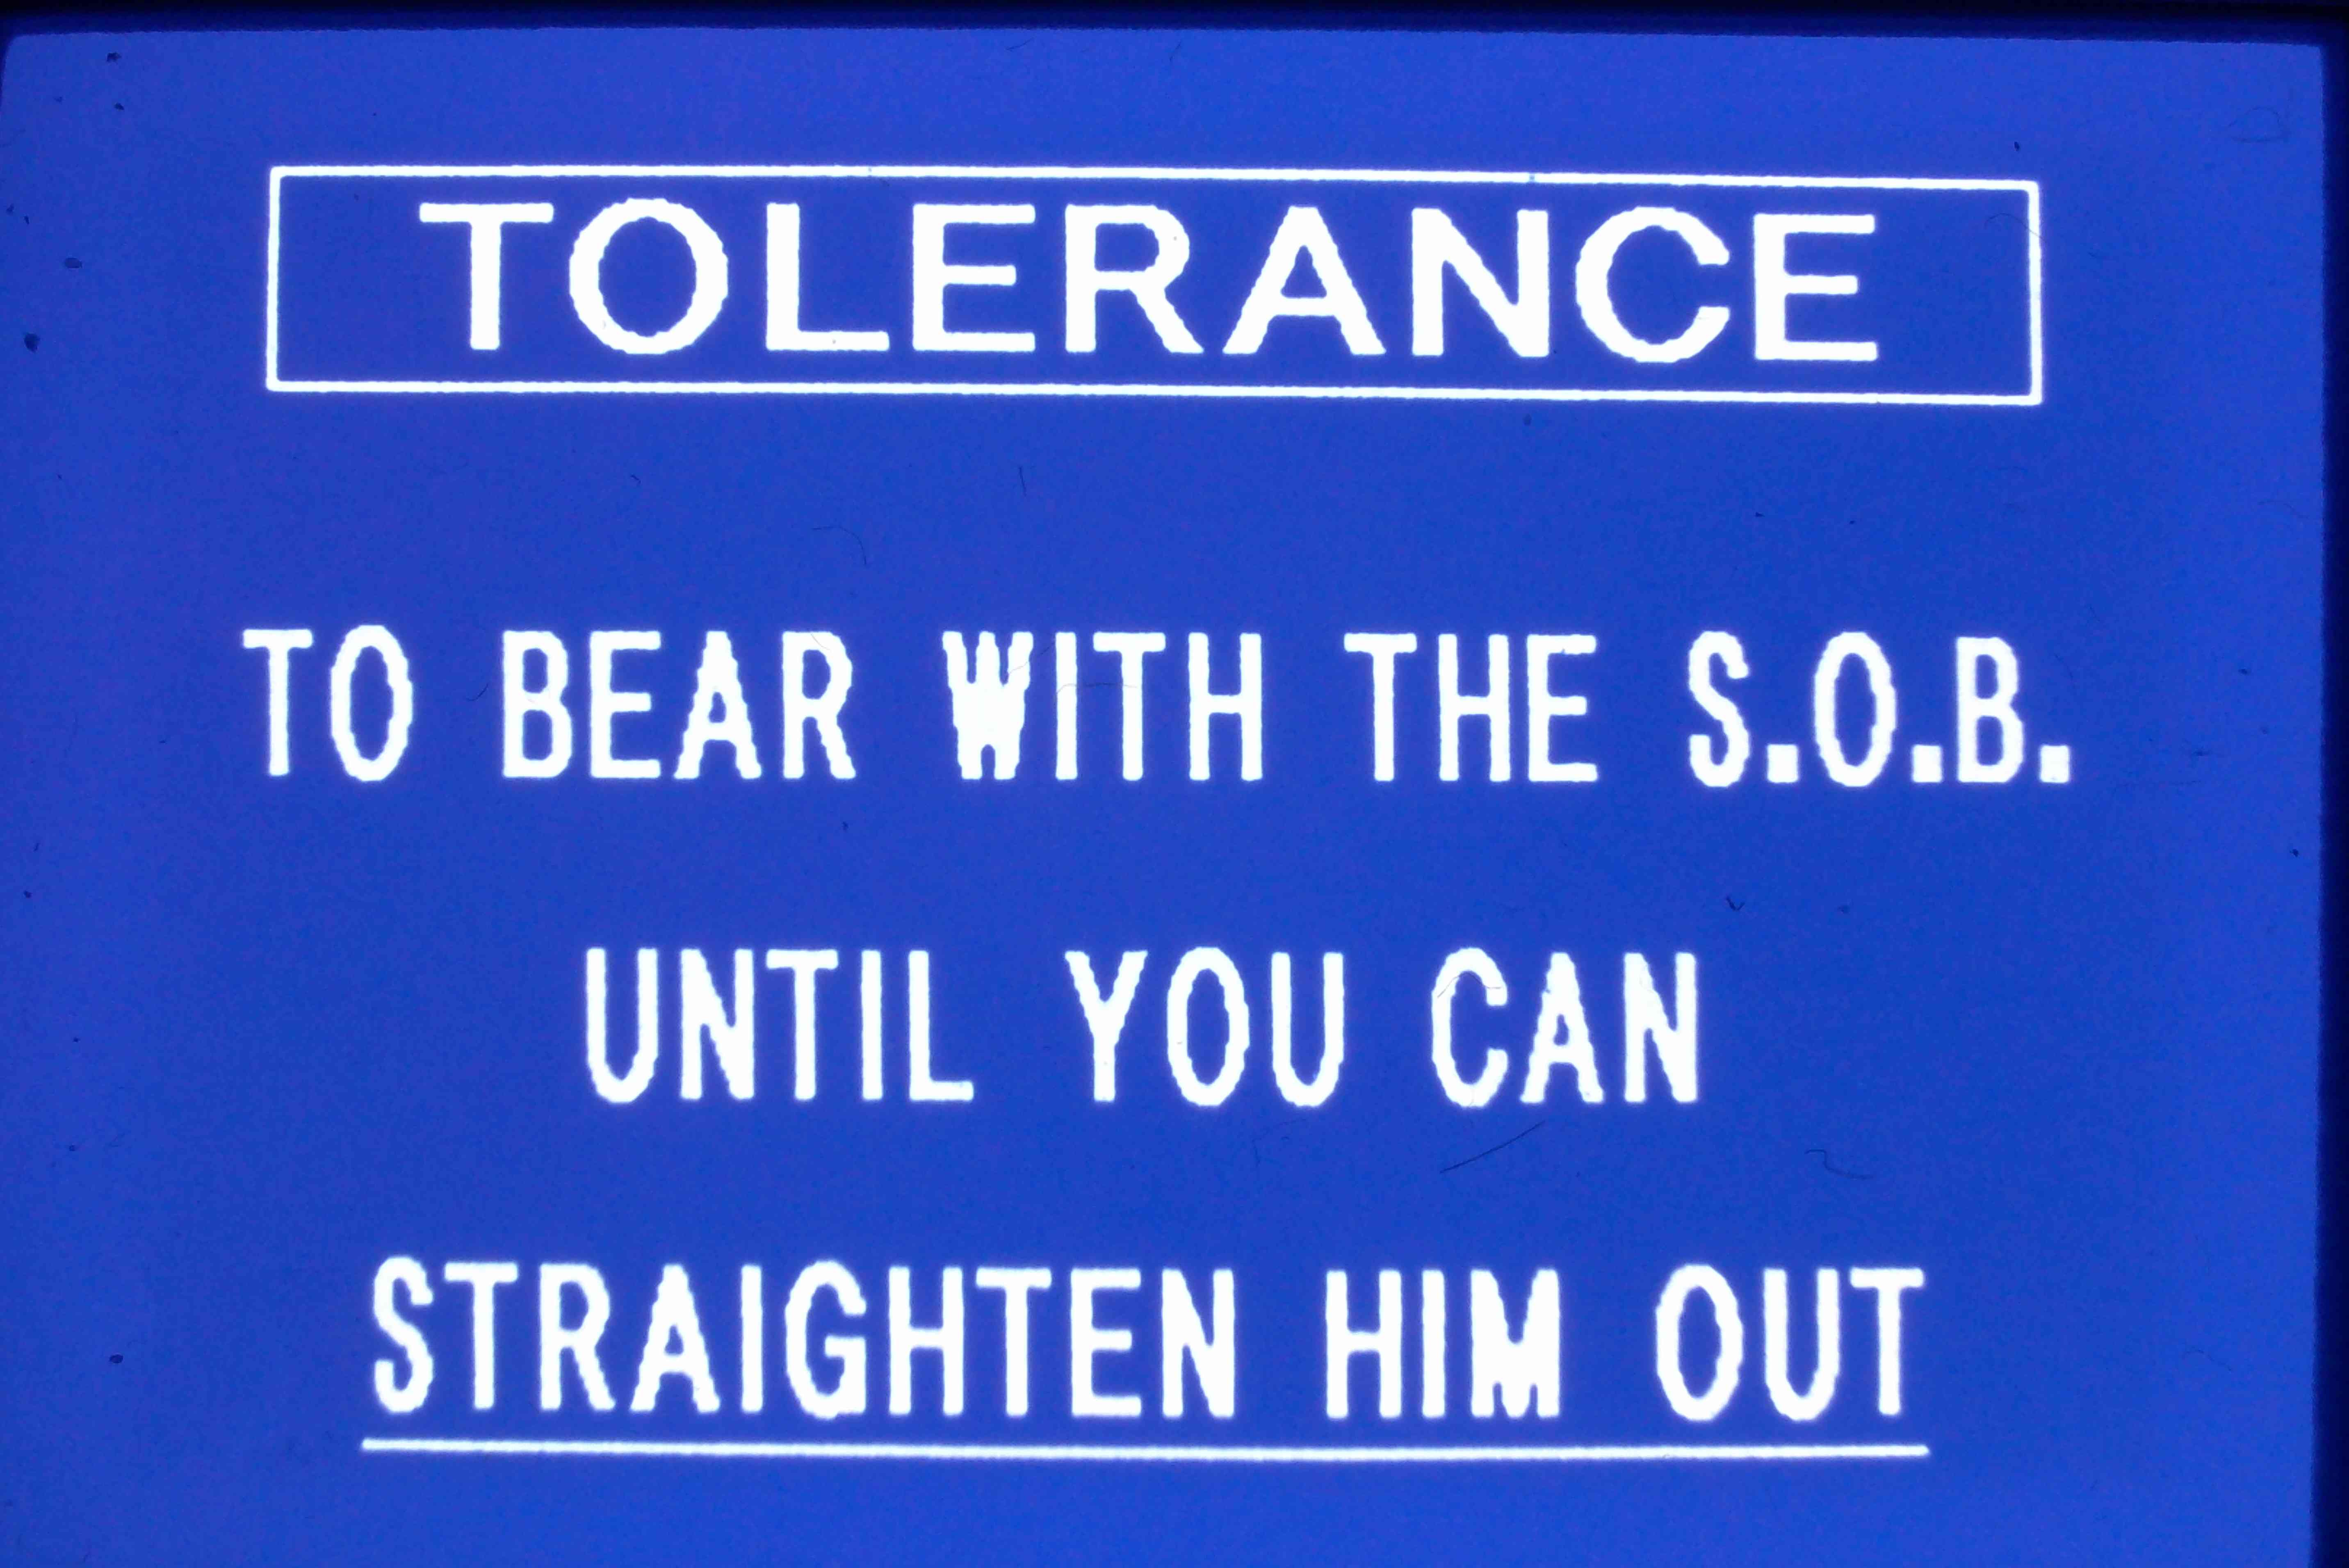 TOLERANCE
TO BEAR WITH THE S.O.B.
UNTIL YOU CAN
STRAIGHTEN HIM OUT